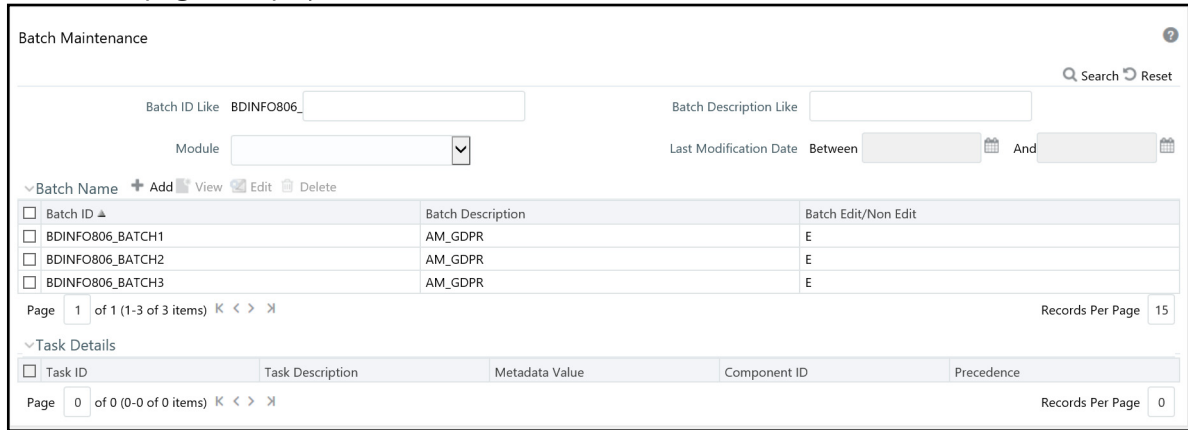 Batch Maintenance
Search Reset
Batch ID Like BDINFO806_ Batch Description Like
Module Last Modification Date Between And
Batch Name Add View Edit Delete
Batch ID Batch Description Batch Edit/Non Edit
BDINFO806_BATCH1 AM_GDPR E
BDINFO806_BATCH2 AM_GDPR E
BDINFO806_BATCH3 AM_GDPR E
Page 1 of 1 (1-3 of 3 items) Records Per Page 15
Task Details
Task ID Task Description Metadata Value Component ID Precedence
Page 0 of 0 (0-0 of 0 items) Records Per Page 0